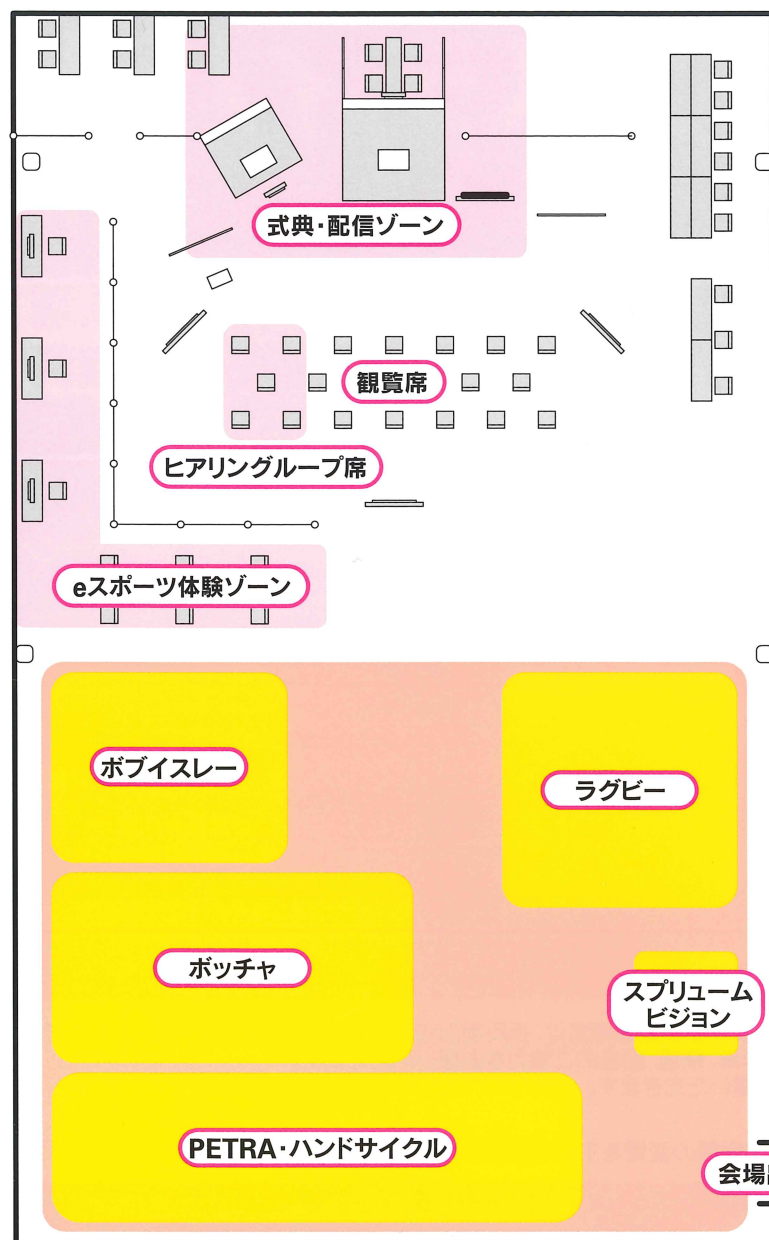 式典・配信ゾーン
観覧席
ヒアリングループ席
eスポーツ体験ゾーン
ボブイスレー
ラグビー
ボッチャ
スプリューム
ビジョン
PETRA・ハンドサイクル
会場